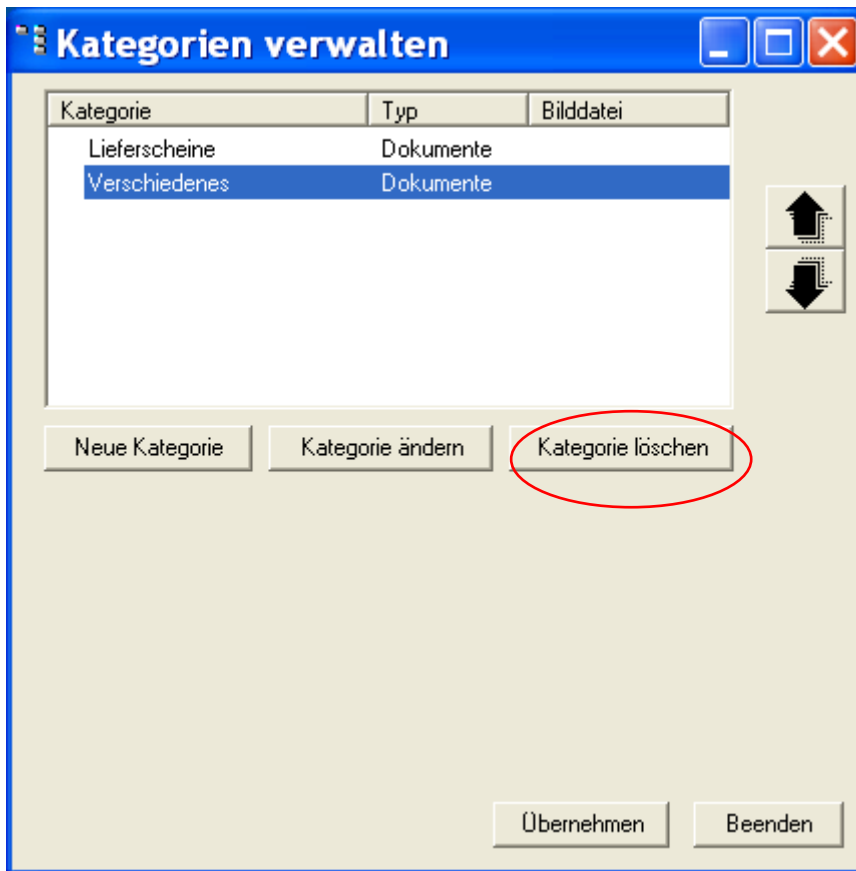 Kategorien verwalten
Kategorie Typ Bilddatei
Lieferscheine Dokumente
Verschiedenes Dokumente
Neue Kategorie Kategorie ändern Kategorie löschen
Übernehmen Beenden